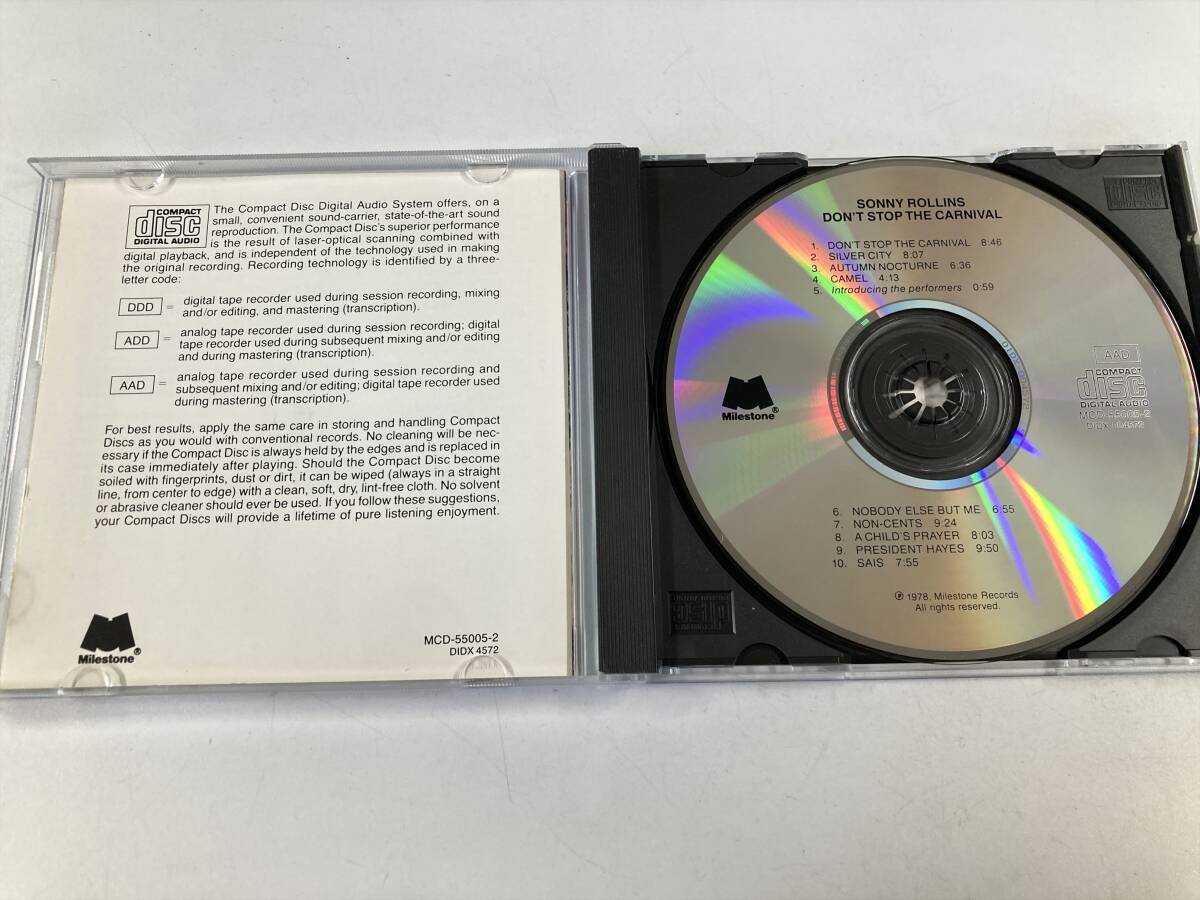 COMPACT
disc
DIGITAL AUDIO
The Compact Disc Digital Audio System offers, on a
small, convenient sound-carrier, state-of-the-art sound
reproduction. The Compact Disc's superior performance
is the result of laser-optical scanning combined with
digital playback, and is independent of the technology used in making
the original recording. Recording technology is identified by a three-
letter code:
DDD = digital tape recorder used during session recording, mixing
and/or editing, and mastering (transcription).
ADD = analog tape recorder used during session recording; digital
tape recorder used during subsequent mixing and/or editing
and during mastering (transcription).
AAD = analog tape recorder used during session recording and
subsequent mixing and/or editing; digital tape recorder used
during mastering (transcription).
For best results, apply the same care in storing and handling Compact
Discs as you would with conventional records. No cleaning will be nec-
essary if the Compact Disc is always held by the edges and is replaced in
its case immediately after playing. Should the Compact Disc become
soiled with fingerprints, dust or dirt, it can be wiped (always in a straight
line, from center to edge) with a clean, soft, dry, lint-free cloth. No solvent
or abrasive cleaner should ever be used. If you follow these suggestions,
your Compact Discs will provide a lifetime of pure listening enjoyment.
Milestone®
MCD-55005-2
DIDX 4572
SONNY ROLLINS
DON'T STOP THE CARNIVAL
1. DON'T STOP THE CARNIVAL 8:46
2. SILVER CITY 8:07
3. AUTUMN NOCTURNE 6:36
4. CAMEL 4:13
5. Introducing the performers 0:59
Milestone®
AAD
COMPACT
disc
DIGITAL AUDIO
MCD-55005-2
DIDX 004572
6. NOBODY ELSE BUT ME 6:55
7. NON-CENTS 9:24
8. A CHILD'S PRAYER 8:03
9. PRESIDENT HAYES 9:50
10. SAIS 7:55
℗ 1978, Milestone Records
All rights reserved.